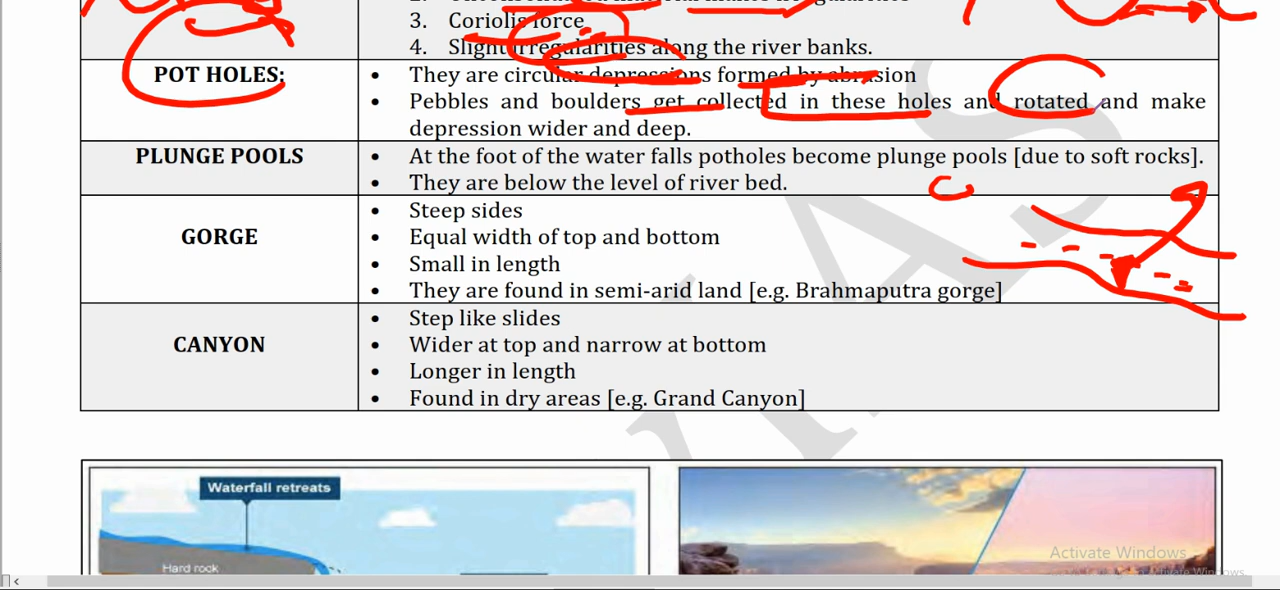 3. Coriolis force
4. Slight irregularities along the river banks.
POT HOLES:
• They are circular depressions formed by abrasion
• Pebbles and boulders get collected in these holes and rotated and make
depression wider and deep.
PLUNGE POOLS
• At the foot of the water falls potholes become plunge pools [due to soft rocks].
• They are below the level of river bed.
GORGE
• Steep sides
• Equal width of top and bottom
• Small in length
• They are found in semi-arid land [e.g. Brahmaputra gorge]
CANYON
• Step like slides
• Wider at top and narrow at bottom
• Longer in length
• Found in dry areas [e.g. Grand Canyon]
Waterfall retreats
Hard rock
Activate Windows